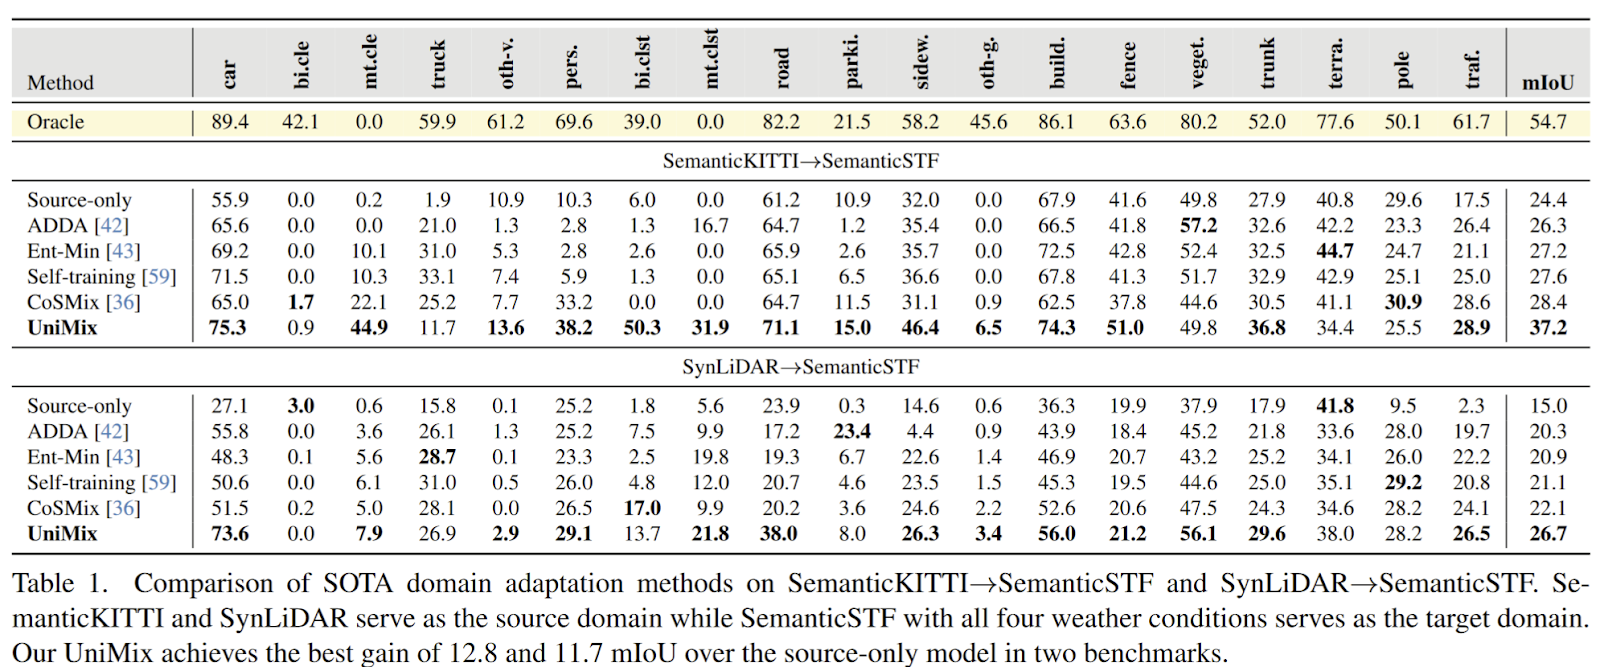 Method car bi.cle mt.cle truck oth-v. pers. bi.clst mt.clst road parki. sidew. oth-g. build. fence veget. trunk terra. pole traf. mIoU
Oracle 89.4 42.1 0.0 59.9 61.2 69.6 39.0 0.0 82.2 21.5 58.2 45.6 86.1 63.6 80.2 52.0 77.6 50.1 61.7 54.7
SemanticKITTI→SemanticSTF
Source-only 55.9 0.0 0.2 1.9 10.9 10.3 6.0 0.0 61.2 10.9 32.0 0.0 67.9 41.6 49.8 27.9 40.8 29.6 17.5 24.4
ADDA [42] 65.6 0.0 0.0 21.0 1.3 2.8 1.3 16.7 64.7 1.2 35.4 0.0 66.5 41.8 57.2 32.6 42.2 23.3 26.4 26.3
Ent-Min [43] 69.2 0.0 10.1 31.0 5.3 2.8 2.6 0.0 65.9 2.6 35.7 0.0 72.5 42.8 52.4 32.5 44.7 24.7 21.1 27.2
Self-training [59] 71.5 0.0 10.3 33.1 7.4 5.9 1.3 0.0 65.1 6.5 36.6 0.0 67.8 41.3 51.7 32.9 42.9 25.1 25.0 27.6
CoSMix [36] 65.0 1.7 22.1 25.2 7.7 33.2 0.0 0.0 64.7 11.5 31.1 0.9 62.5 37.8 44.6 30.5 41.1 30.9 28.6 28.4
UniMix 75.3 0.9 44.9 11.7 13.6 38.2 50.3 31.9 71.1 15.0 46.4 6.5 74.3 51.0 49.8 36.8 34.4 25.5 28.9 37.2
SynLiDAR→SemanticSTF
Source-only 27.1 3.0 0.6 15.8 0.1 25.2 1.8 5.6 23.9 0.3 14.6 0.6 36.3 19.9 37.9 17.9 41.8 9.5 2.3 15.0
ADDA [42] 55.8 0.0 3.6 26.1 1.3 25.2 7.5 9.9 17.2 23.4 4.4 0.9 43.9 18.4 45.2 21.8 33.6 28.0 19.7 20.3
Ent-Min [43] 48.3 0.1 5.6 28.7 0.1 23.3 2.5 19.8 19.3 6.7 22.6 1.4 46.9 20.7 43.2 25.2 34.1 26.0 22.2 20.9
Self-training [59] 50.6 0.0 6.1 31.0 0.5 26.0 4.8 12.0 20.7 4.6 23.5 1.5 45.3 19.5 44.6 25.0 35.1 29.2 20.8 21.1
CoSMix [36] 51.5 0.2 5.0 28.1 0.0 26.5 17.0 9.9 20.2 3.6 24.6 2.2 52.6 20.6 47.5 24.3 34.6 28.2 24.1 22.1
UniMix 73.6 0.0 7.9 26.9 2.9 29.1 13.7 21.8 38.0 8.0 26.3 3.4 56.0 21.2 56.1 29.6 38.0 28.2 26.5 26.7
Table 1. Comparison of SOTA domain adaptation methods on SemanticKITTI→SemanticSTF and SynLiDAR→SemanticSTF. Se-
manticKITTI and SynLiDAR serve as the source domain while SemanticSTF with all four weather conditions serves as the target domain.
Our UniMix achieves the best gain of 12.8 and 11.7 mIoU over the source-only model in two benchmarks.